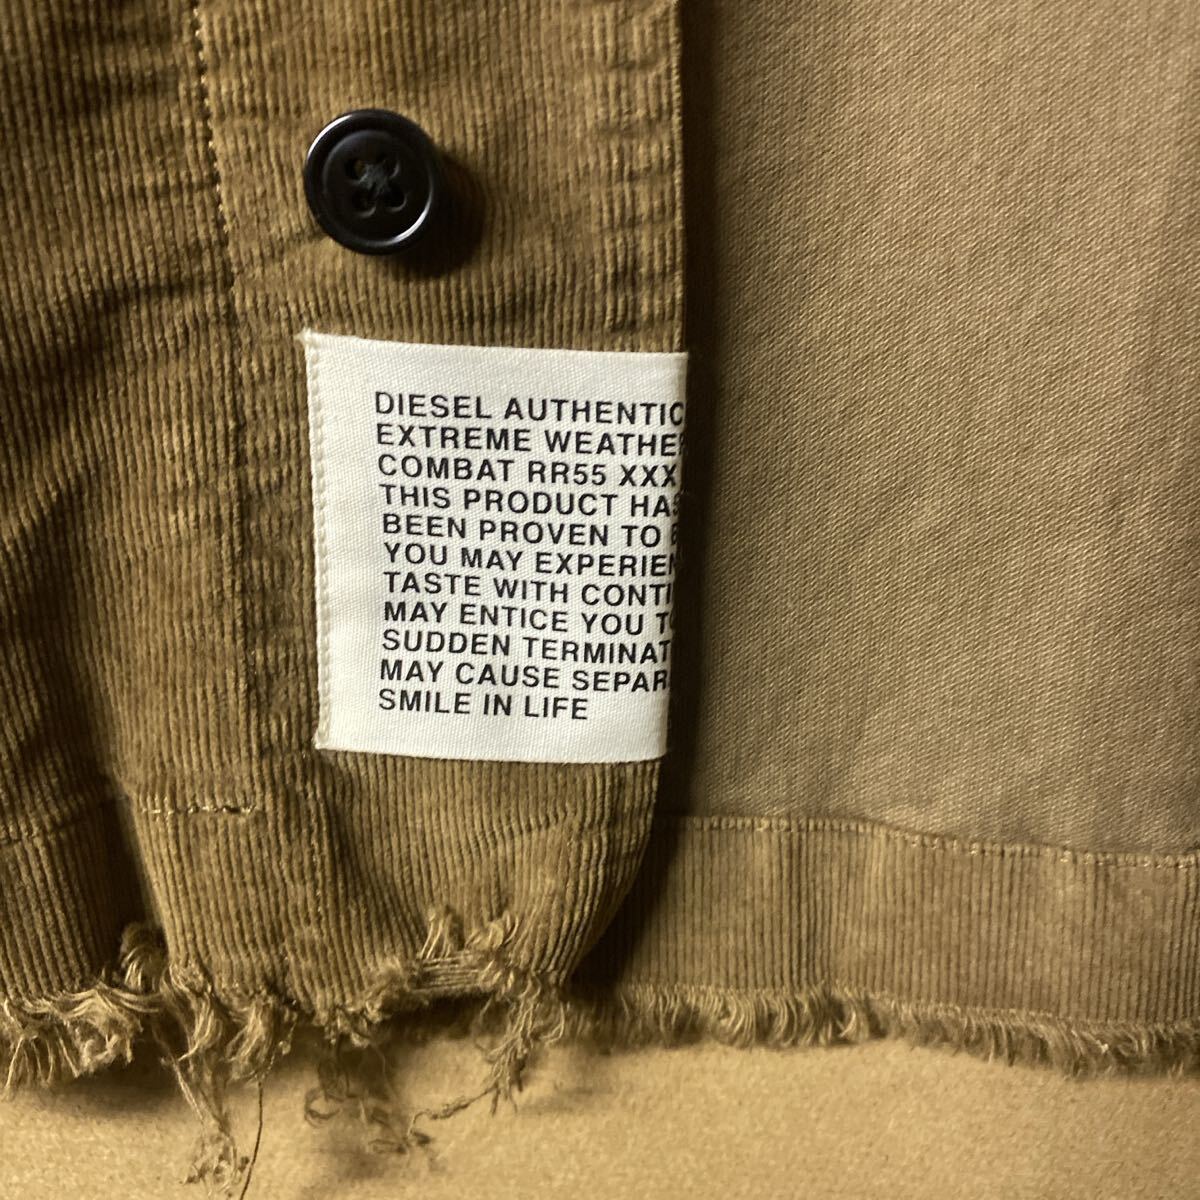 DIESEL AUTHENTIC
EXTREME WEATHER
COMBAT RR55 XXX
THIS PRODUCT HAS
BEEN PROVEN TO
YOU MAY EXPERIEN
TASTE WITH CONTI
MAY ENTICE YOU TO
SUDDEN TERMINAT
MAY CAUSE SEPAR
SMILE IN LIFE